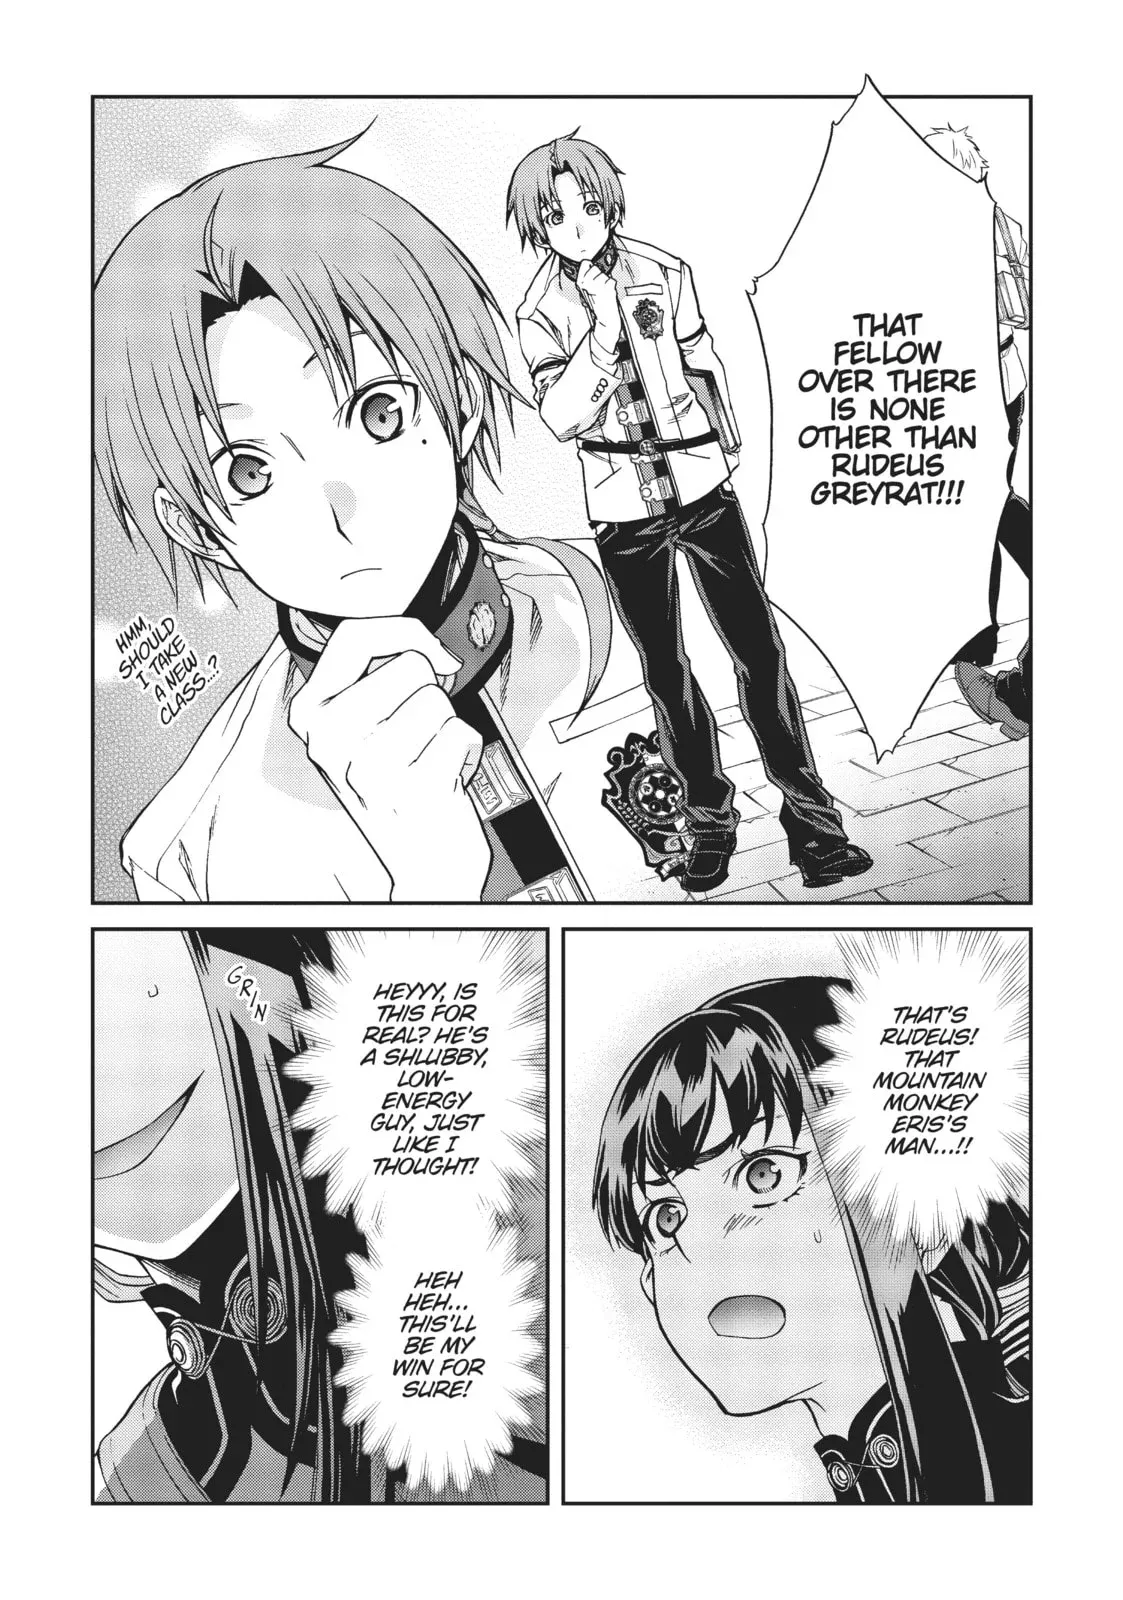 THAT
FELLOW
OVER THERE
IS NONE
OTHER THAN
RUDEUS
GREYRAT!!!
HMM,
SHOULD
I TAKE
A NEW
CLASS...?
THAT'S
RUDEUS!
THAT
MOUNTAIN
MONKEY
ERIS'S
MAN...!!
GRIN
HEYYY, IS
THIS FOR
REAL? HE'S
A SHLUBBY,
LOW-
ENERGY
GUY, JUST
LIKE I
THOUGHT!
HEH
HEH...
THIS'LL
BE MY
WIN FOR
SURE!